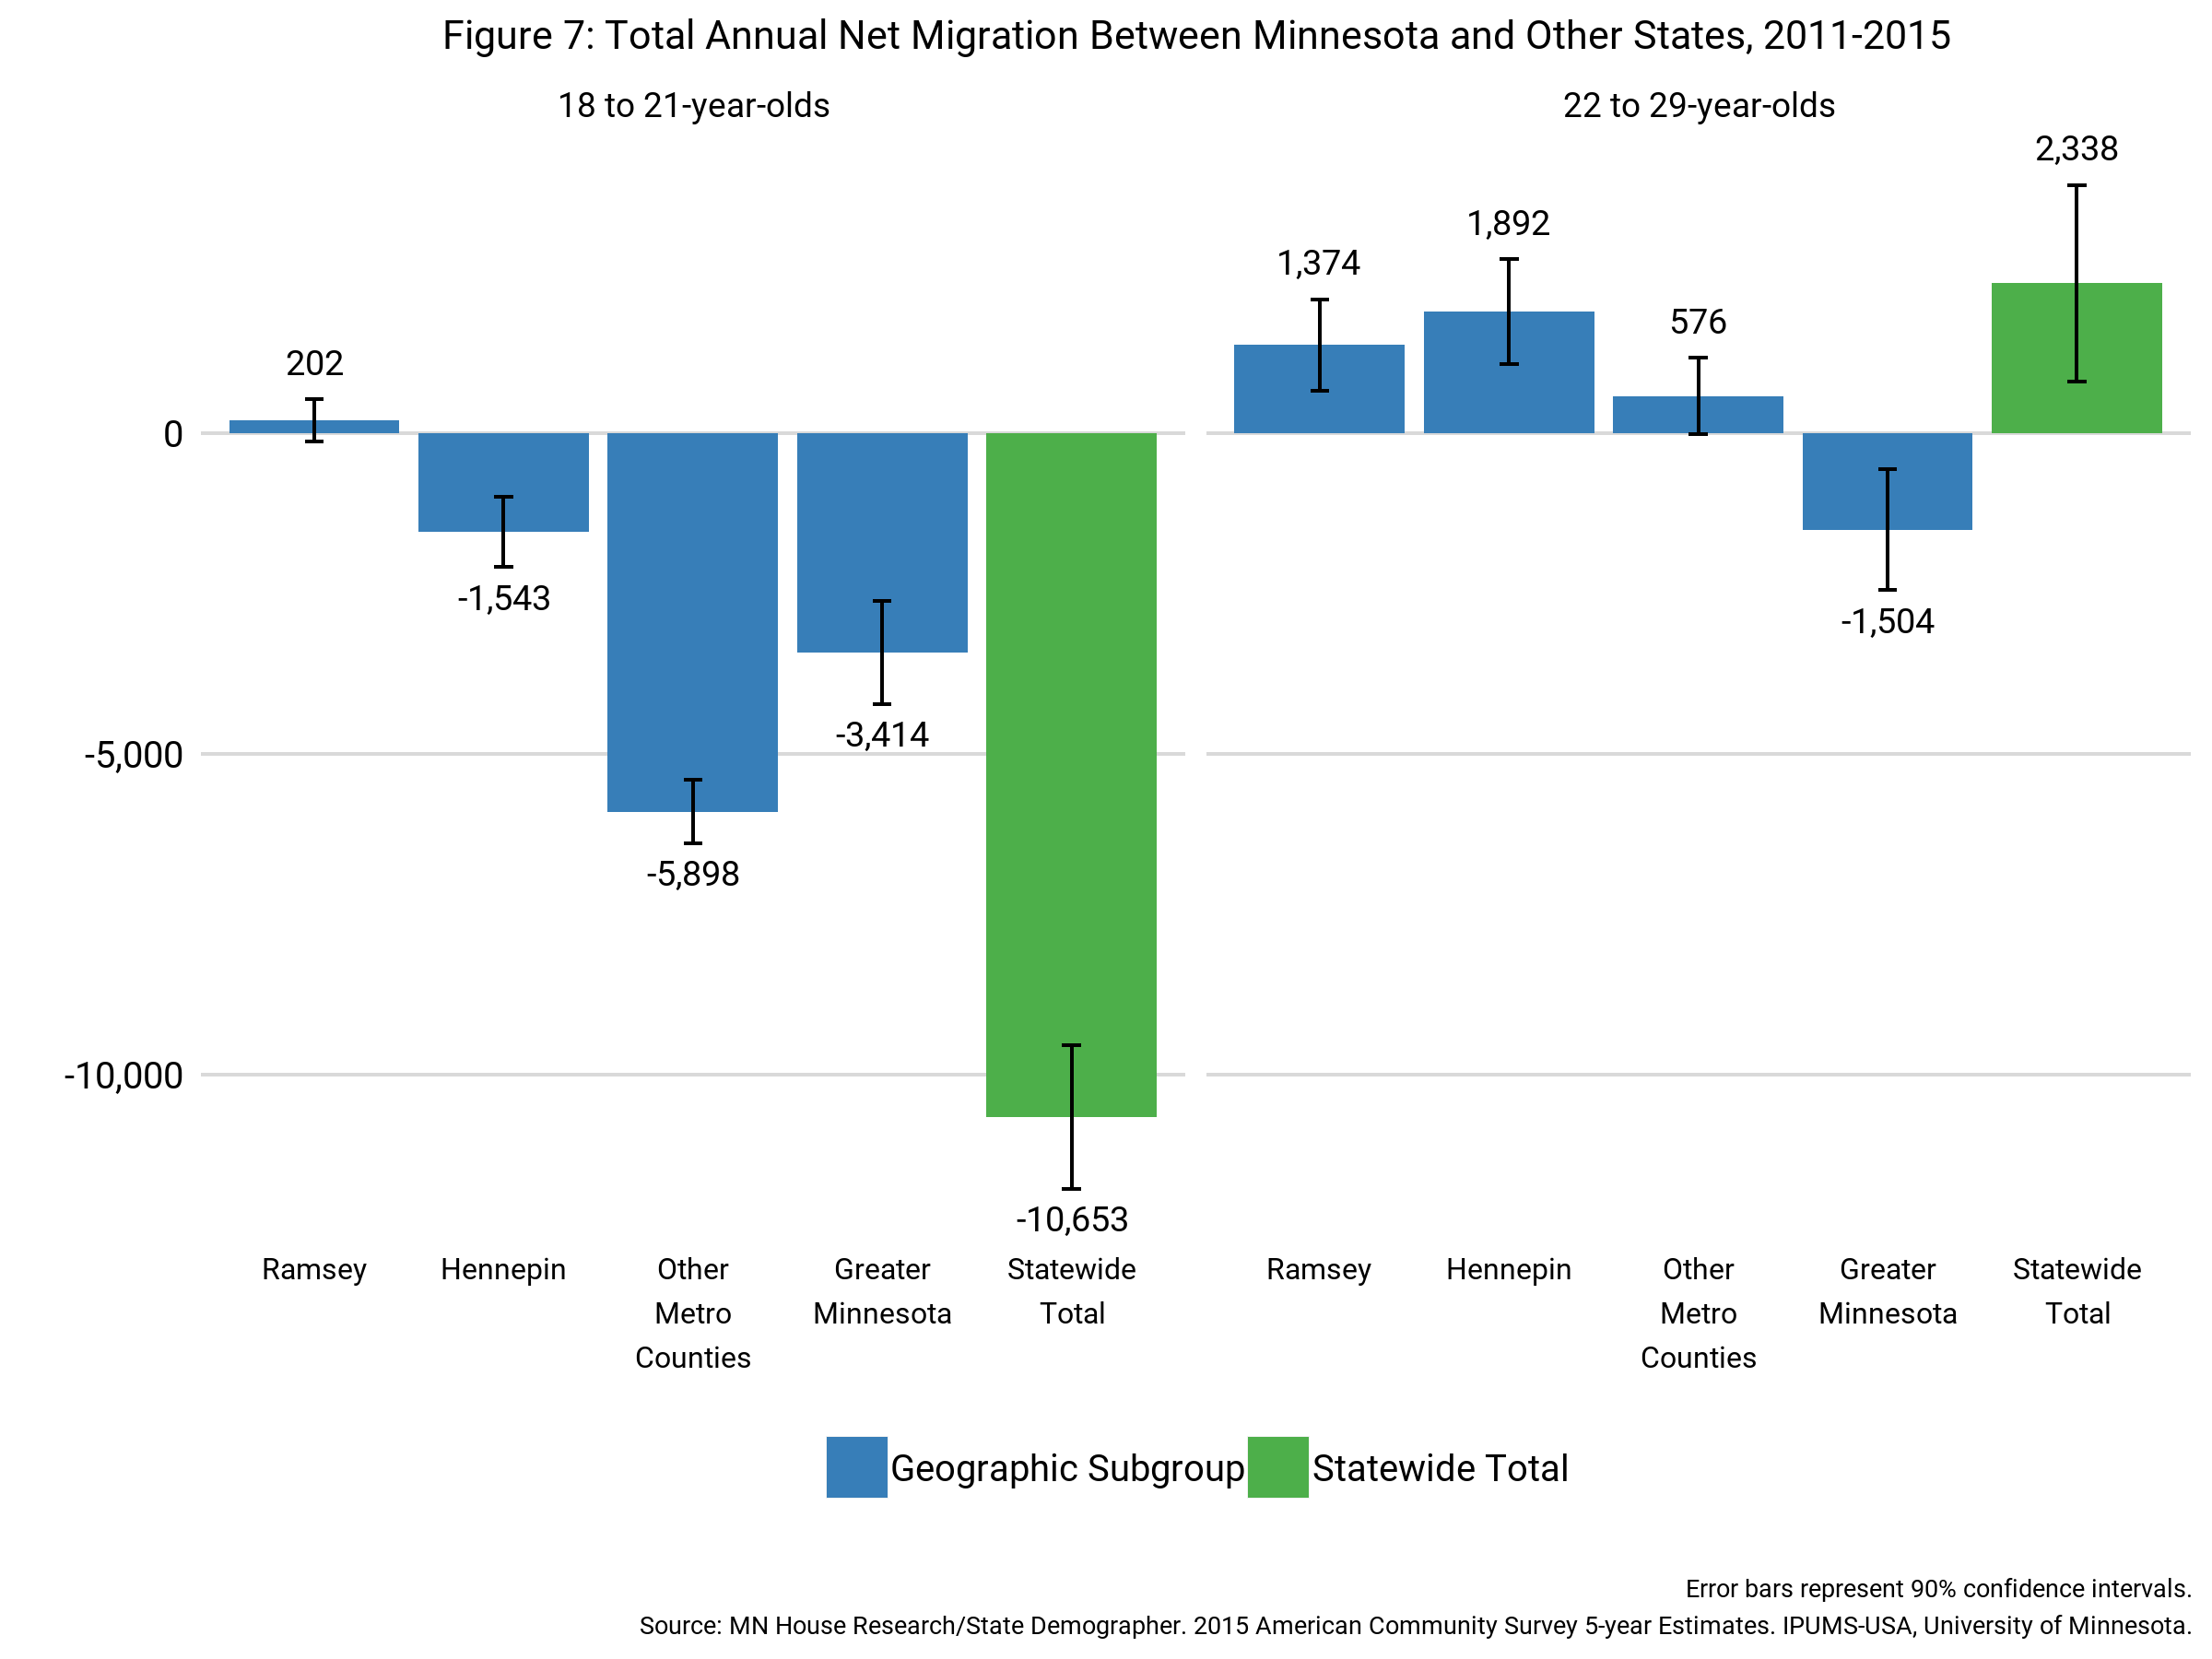 Figure 7: Total Annual Net Migration Between Minnesota and Other States, 2011-2015
18 to 21-year-olds
22 to 29-year-olds
2,338
1,892
1,374
576
202
0
-1,543
-1,504
-3,414
-5,000
-5,898
-10,000
-10,653
Ramsey Hennepin Other Greater Statewide Ramsey Hennepin Other Greater Statewide
Metro Minnesota Total Metro Minnesota Total
Counties Counties
Geographic Subgroup Statewide Total
Error bars represent 90% confidence intervals.
Source: MN House Research/State Demographer. 2015 American Community Survey 5-year Estimates. IPUMS-USA, University of Minnesota.